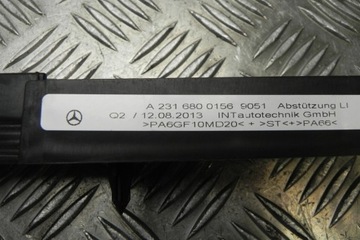 A 231 680 0156 9051 Abstützung LI
Q2 / 12.08.2013 INTautotechnik GmbH
>PA6GF10MD20< + >ST<+>PA66<